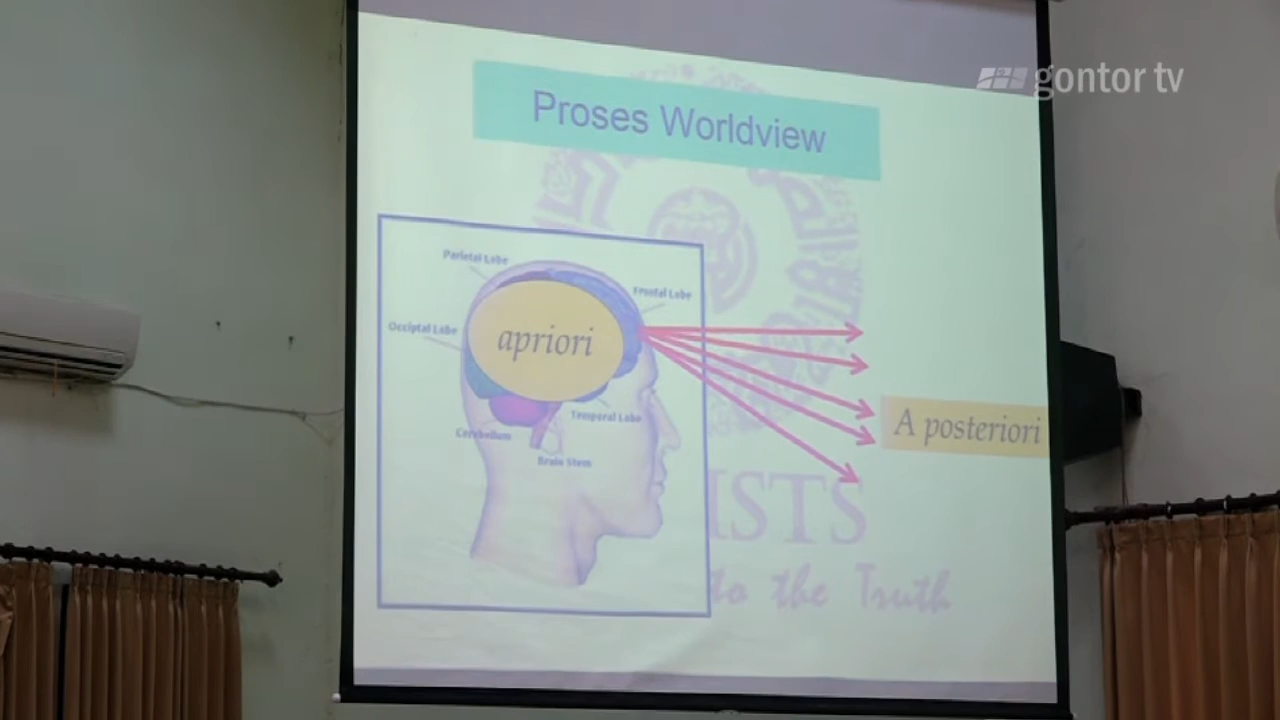 gontor tv
Proses Worldview
Parietal Lobe
Frontal Lobe
Occiptal Lobe
apriori
Temporal Lobe
Cerebellum
Brain Stem
A posteriori
ISTS
to the Truth